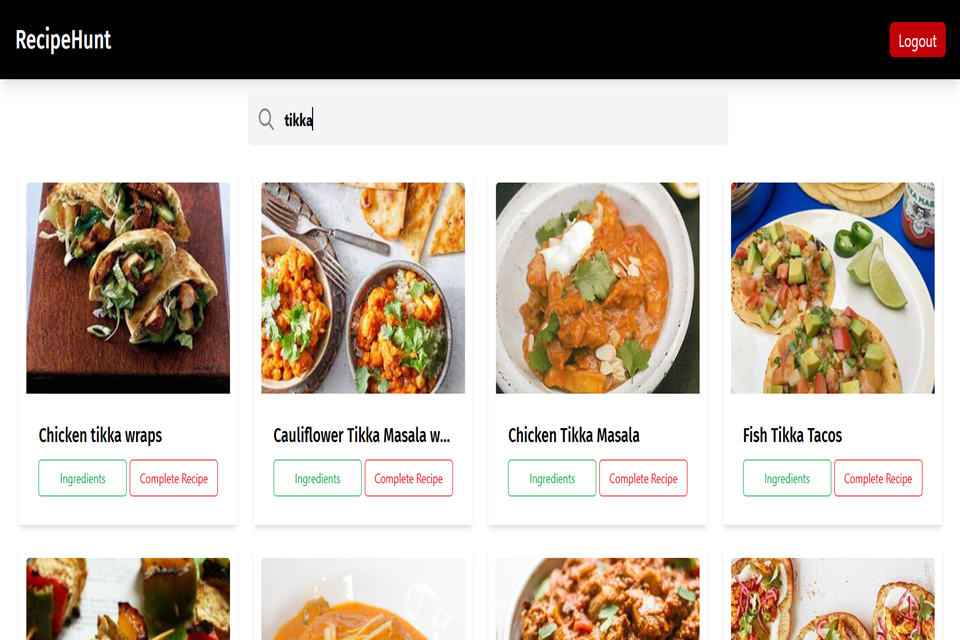 RecipeHunt
Logout
tikka
Chicken tikka wraps
Cauliflower Tikka Masala w...
Chicken Tikka Masala
Fish Tikka Tacos
Ingredients
Complete Recipe
Ingredients
Complete Recipe
Ingredients
Complete Recipe
Ingredients
Complete Recipe